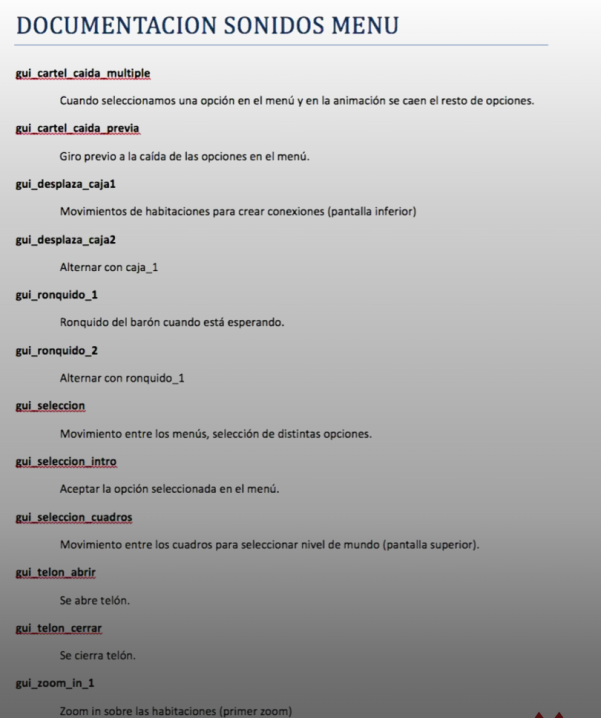 DOCUMENTACION SONIDOS MENU
gui_cartel_caida_multiple
Cuando seleccionamos una opción en el menú y en la animación se caen el resto de opciones.
gui_cartel_caida_previa
Giro previo a la caída de las opciones en el menú.
gui_desplaza_caja1
Movimientos de habitaciones para crear conexiones (pantalla inferior)
gui_desplaza_caja2
Alternar con caja_1
gui_ronquido_1
Ronquido del barón cuando está esperando.
gui_ronquido_2
Alternar con ronquido_1
gui_seleccion
Movimiento entre los menús, selección de distintas opciones.
gui_seleccion_intro
Aceptar la opción seleccionada en el menú.
gui_seleccion_cuadros
Movimiento entre los cuadros para seleccionar nivel de mundo (pantalla superior).
gui_telon_abrir
Se abre telón.
gui_telon_cerrar
Se cierra telón.
gui_zoom_in_1
Zoom in sobre las habitaciones (primer zoom)